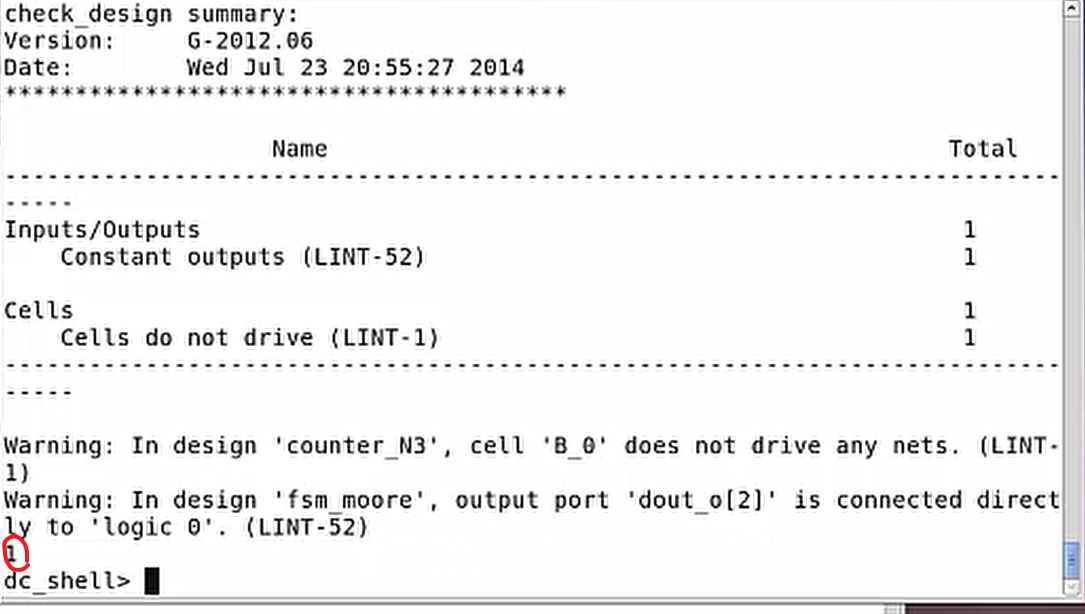 check_design summary:
Version:     G-2012.06
Date:        Wed Jul 23 20:55:27 2014
****************************************
Name                                            Total
---------------------------------------------------------------------------
-----
Inputs/Outputs                                                      1
    Constant outputs (LINT-52)                                      1
Cells                                                               1
    Cells do not drive (LINT-1)                                     1
---------------------------------------------------------------------------
-----
Warning: In design 'counter_N3', cell 'B_0' does not drive any nets. (LINT-
1)
Warning: In design 'fsm_moore', output port 'dout_o[2]' is connected direct
ly to 'logic 0'. (LINT-52)
1
dc_shell>